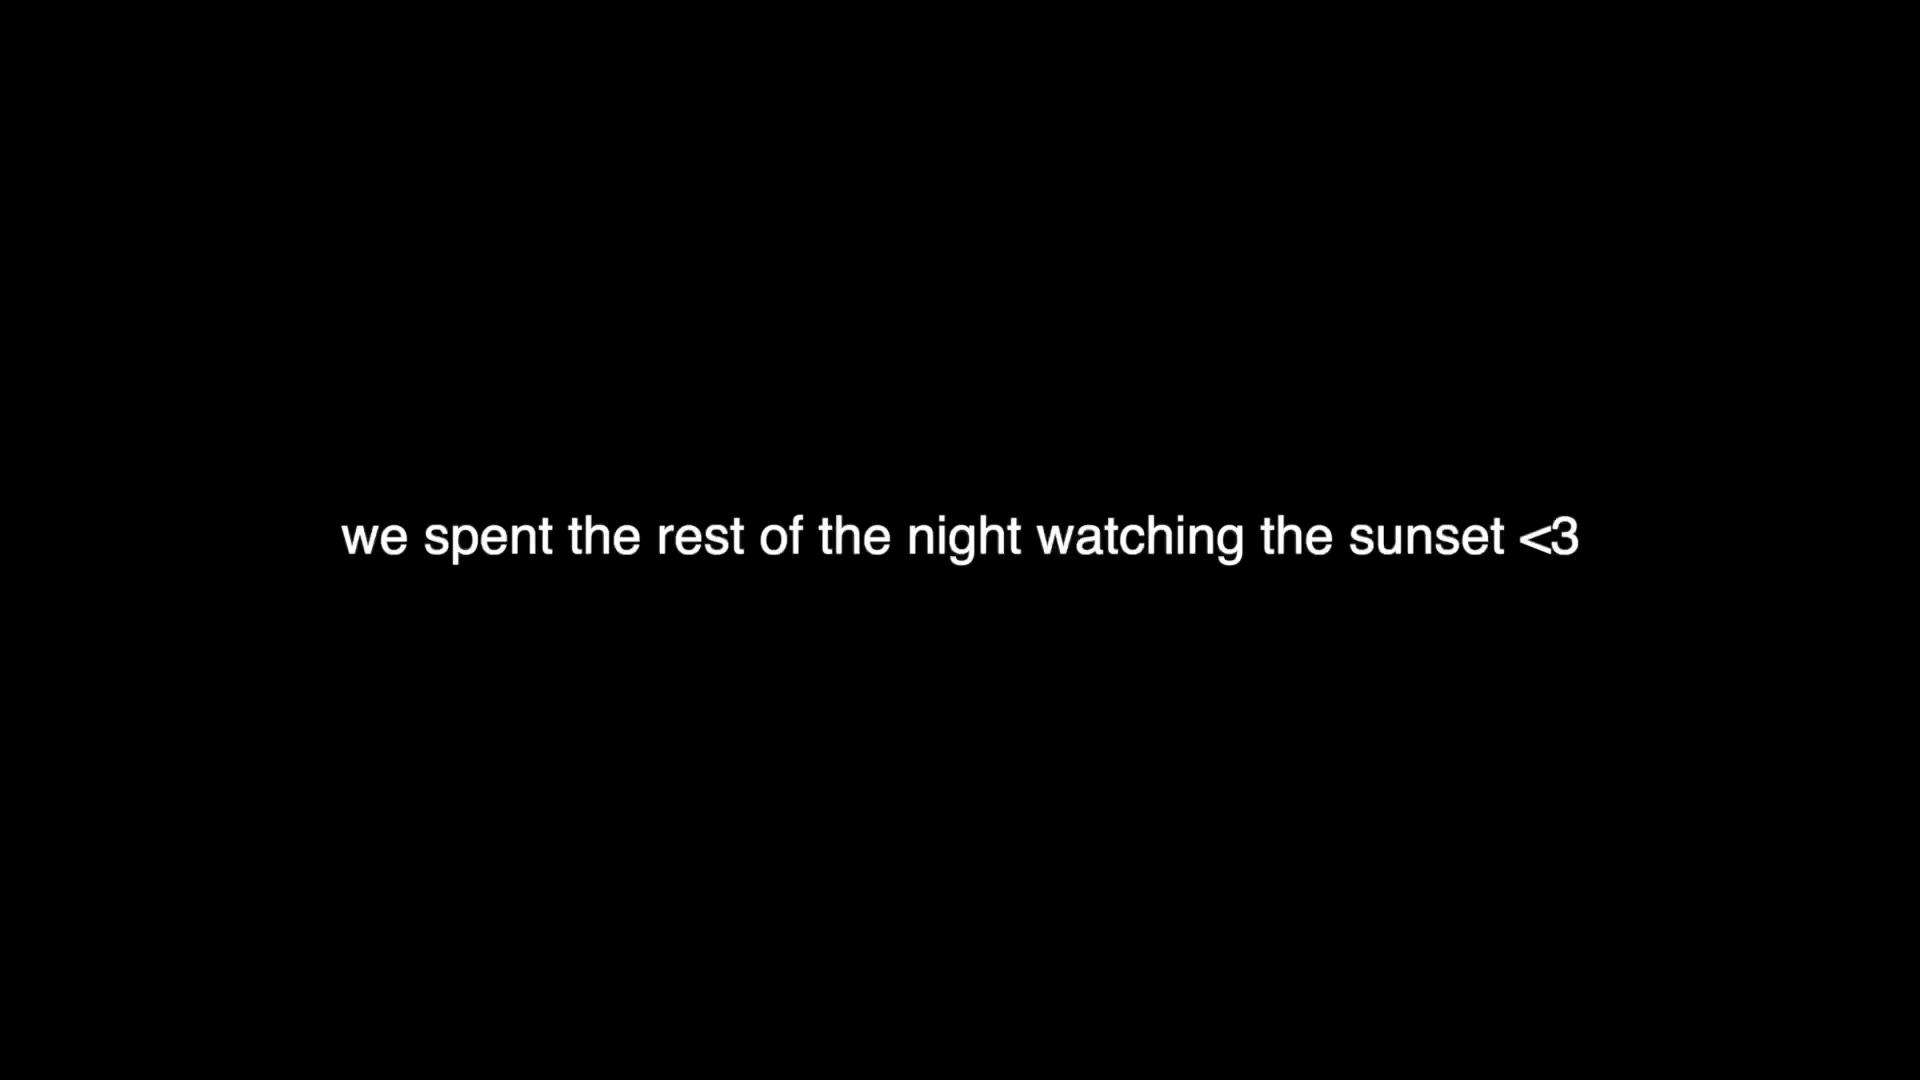 we spent the rest of the night watching the sunset <3